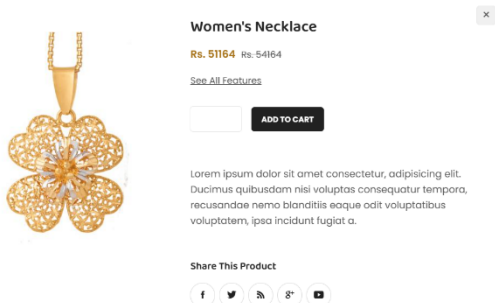 Women's Necklace
Rs. 51164 Rs. 54164
See All Features
ADD TO CART
Lorem ipsum dolor sit amet consectetur, adipisicing elit.
Ducimus quibusdam nisi voluptas consequatur tempora,
recusandae nemo blanditiis eaque odit voluptatibus
voluptatem, ipsa incidunt fugiat a.
Share This Product